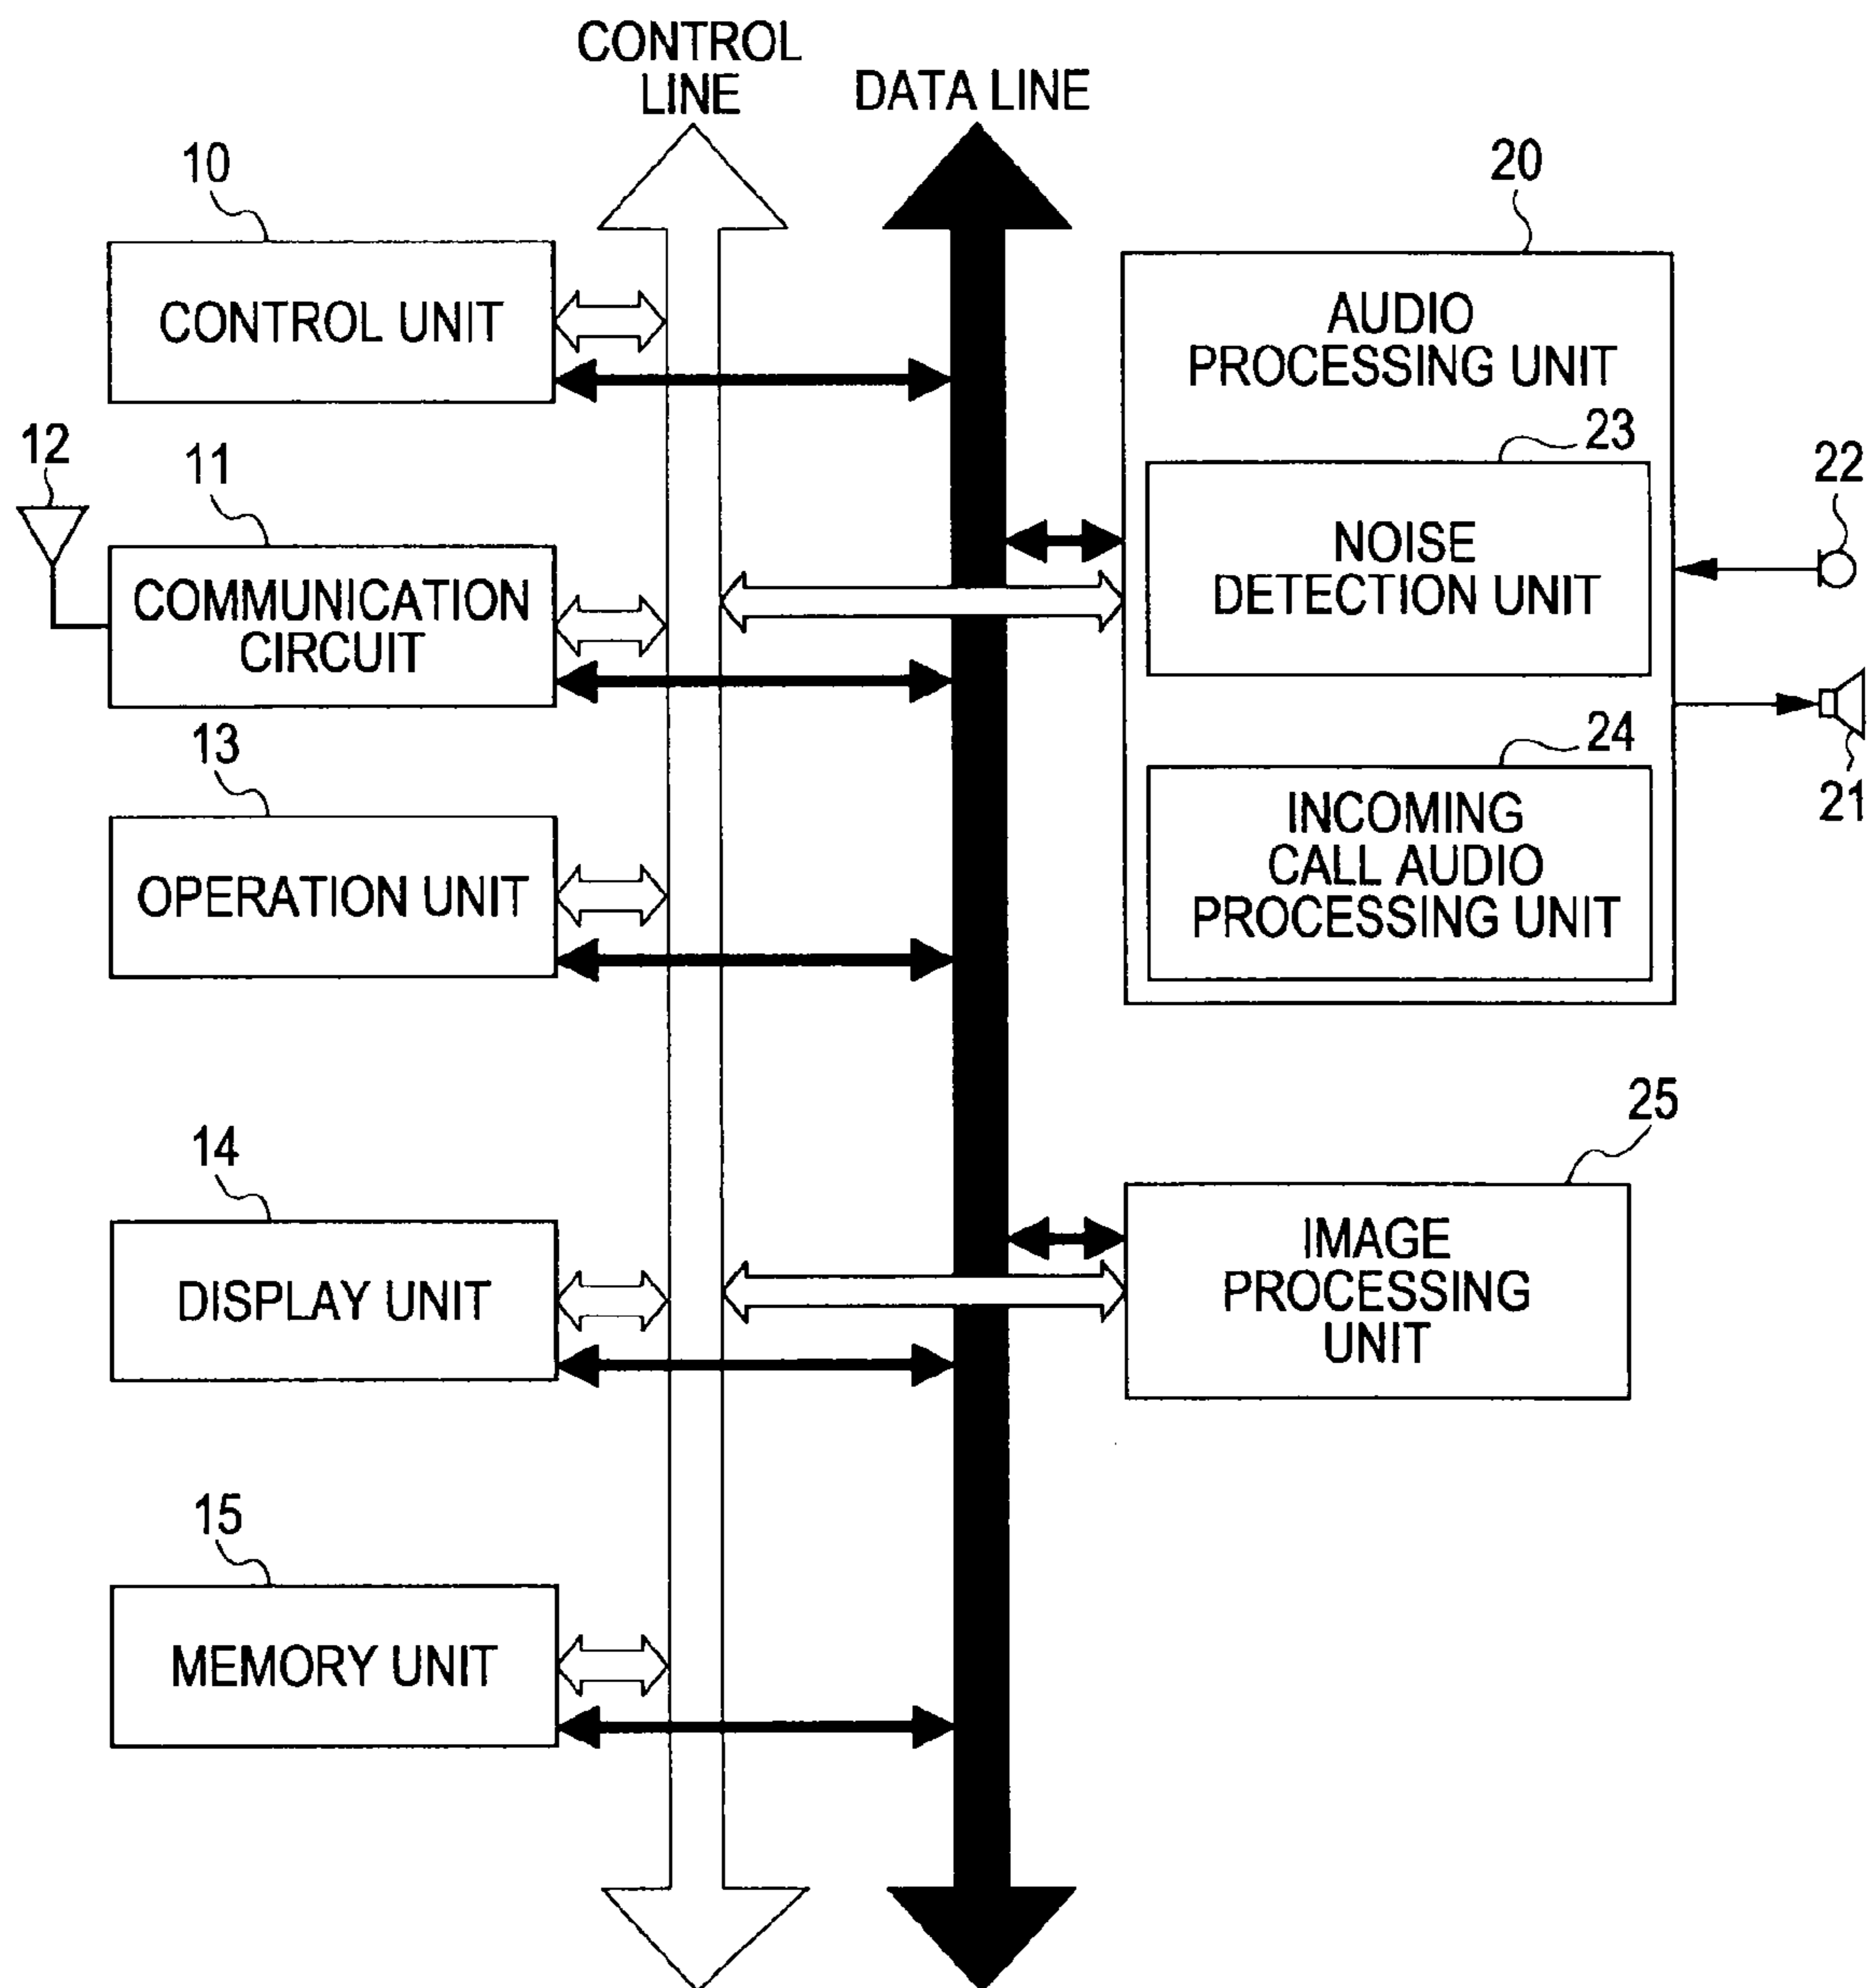 CONTROL
LINE
DATA LINE
10
CONTROL UNIT
12
11
COMMUNICATION
CIRCUIT
13
OPERATION UNIT
14
DISPLAY UNIT
15
MEMORY UNIT
20
AUDIO
PROCESSING UNIT
23
NOISE
DETECTION UNIT
22
24
INCOMING
CALL AUDIO
PROCESSING UNIT
21
25
IMAGE
PROCESSING
UNIT